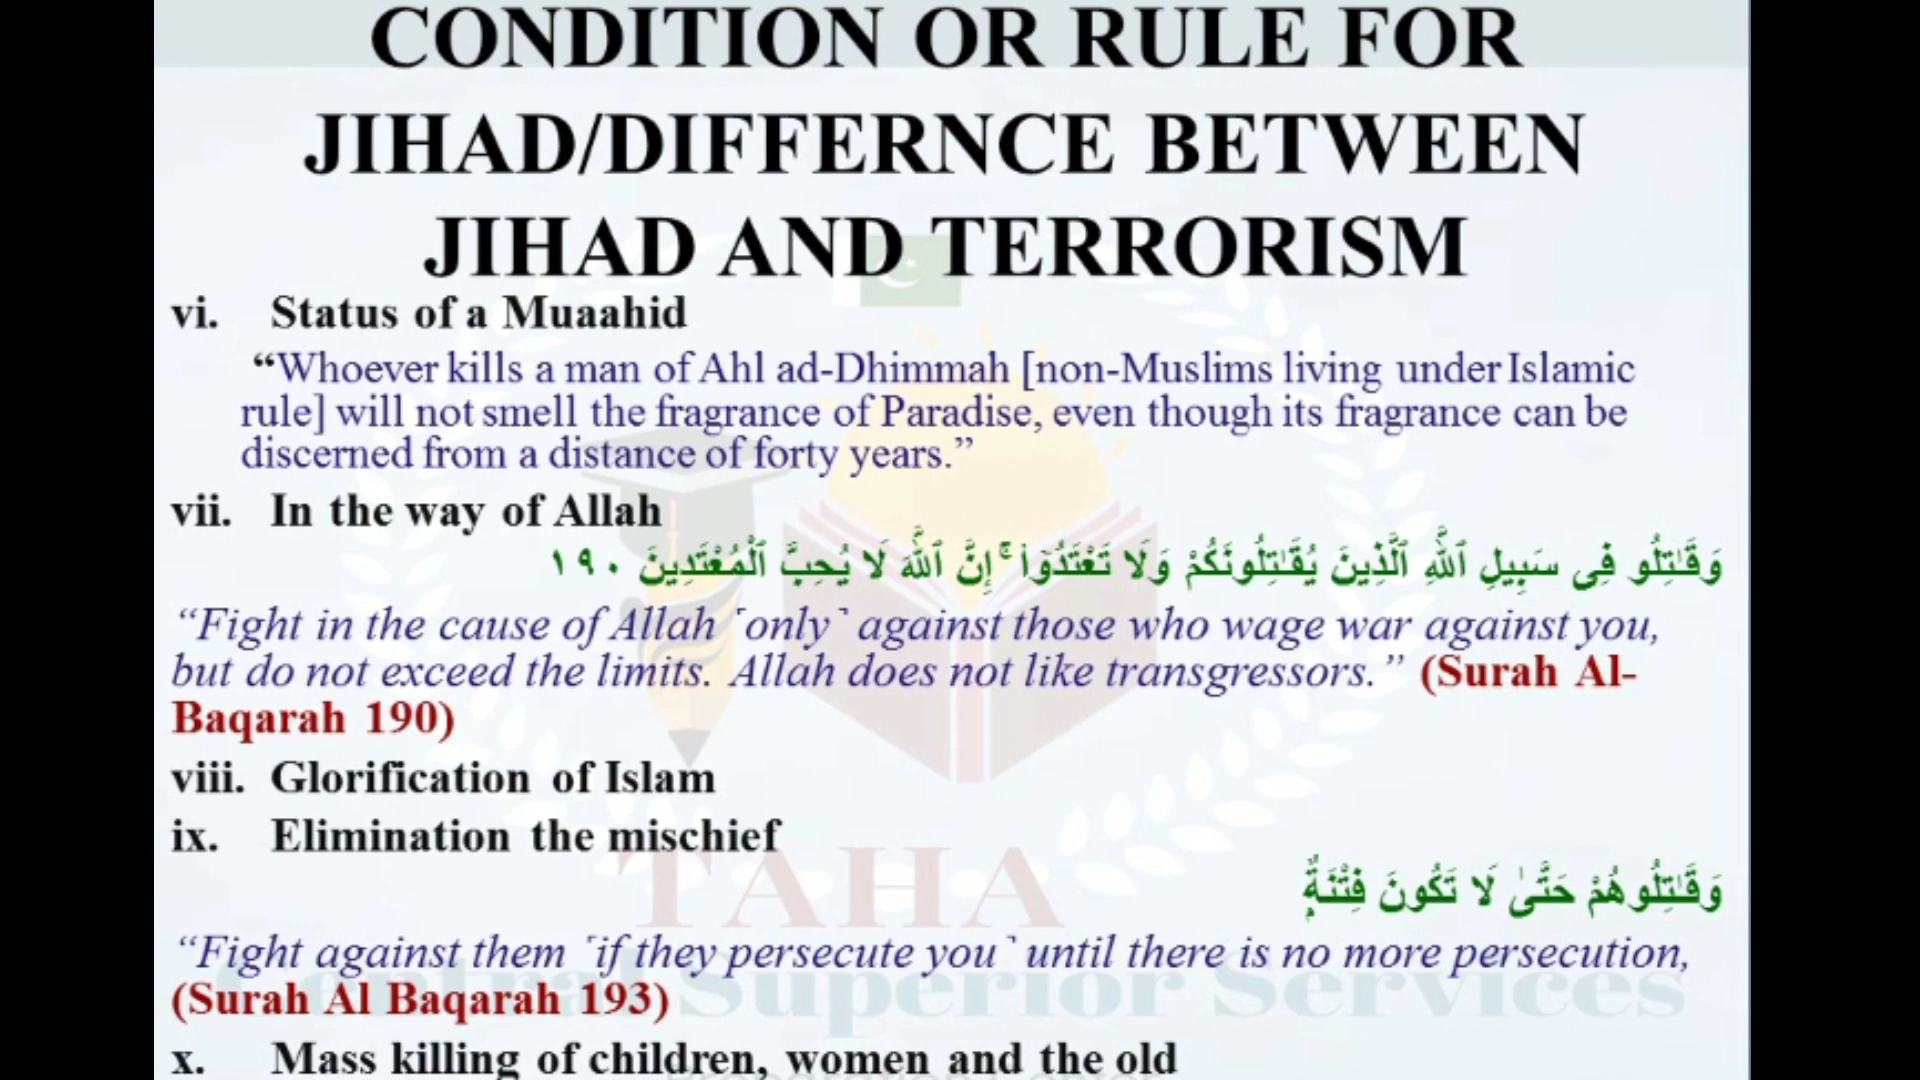 CONDITION OR RULE FOR
JIHAD/DIFFERNCE BETWEEN
JIHAD AND TERRORISM
vi. Status of a Muaahid
“Whoever kills a man of Ahl ad-Dhimmah [non-Muslims living under Islamic
rule] will not smell the fragrance of Paradise, even though its fragrance can be
discerned from a distance of forty years.”
vii. In the way of Allah
وَقَـٰتِلُو فِى سَبِيلِ ٱللَّهِ ٱلَّذِينَ يُقَـٰتِلُونَكُمْ وَلَا تَعْتَدُوٓا۟ ۚ إِنَّ ٱللَّهَ لَا يُحِبُّ ٱلْمُعْتَدِينَ ١٩٠
“Fight in the cause of Allah ˹only˺ against those who wage war against you,
but do not exceed the limits. Allah does not like transgressors.” (Surah Al-
Baqarah 190)
viii. Glorification of Islam
ix. Elimination the mischief
وَقَـٰتِلُوهُمْ حَتَّىٰ لَا تَكُونَ فِتْنَةٌۭ
“Fight against them ˹if they persecute you˺ until there is no more persecution,
(Surah Al Baqarah 193)
x. Mass killing of children, women and the old
TAHA
Central Superior Services